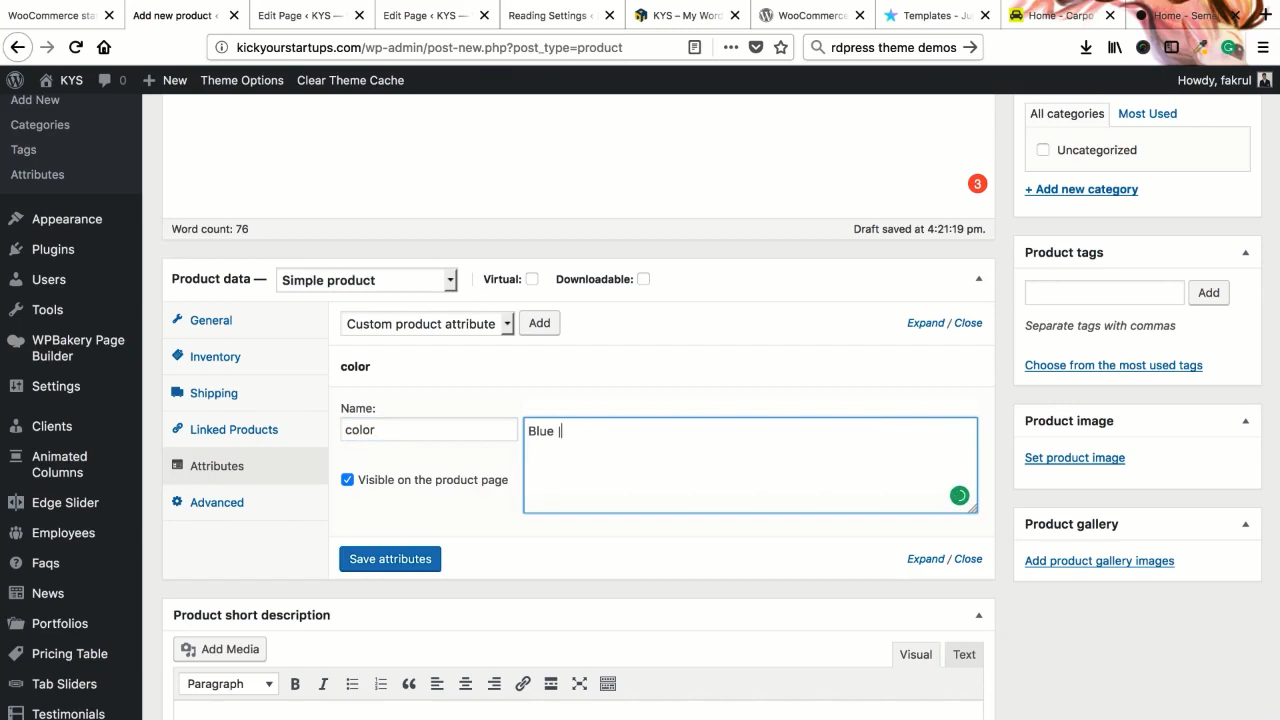 WooCommerce sta
Add new product ‹
Edit Page ‹ KYS —
Edit Page ‹ KYS —
Reading Settings ‹
KYS – My Wor
WooCommerce
Templates - Ju
Home - Carpo
Home - Sem
kickyourstartups.com/wp-admin/post-new.php?post_type=product
rdpress theme demos
KYS
0
New
Theme Options
Clear Theme Cache
Howdy, fakrul
Add New
Categories
Tags
Attributes
Appearance
Plugins
Users
Tools
WPBakery Page
Builder
Settings
Clients
Animated
Columns
Edge Slider
Employees
Faqs
News
Portfolios
Pricing Table
Tab Sliders
Testimonials
3
Word count: 76
Draft saved at 4:21:19 pm.
Product data —
Simple product
Virtual:
Downloadable:
General
Inventory
Shipping
Linked Products
Attributes
Advanced
Custom product attribute
Add
Expand / Close
color
Name:
color
Blue |
Visible on the product page
Save attributes
Expand / Close
Product short description
Add Media
Visual
Text
Paragraph
All categories
Most Used
Uncategorized
+ Add new category
Product tags
Add
Separate tags with commas
Choose from the most used tags
Product image
Set product image
Product gallery
Add product gallery images